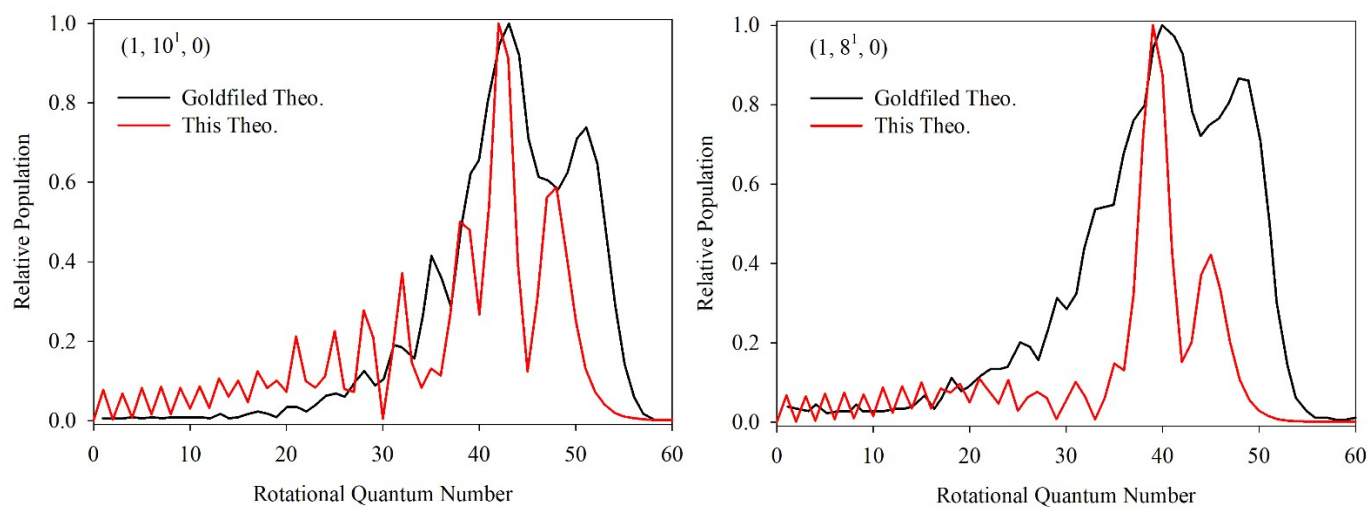 (1, 10¹, 0)
Goldfiled Theo.
This Theo.
Relative Population
1.0
0.8
0.6
0.4
0.2
0.0
0 10 20 30 40 50 60
Rotational Quantum Number
(1, 8¹, 0)
Goldfiled Theo.
This Theo.
Relative Population
1.0
0.8
0.6
0.4
0.2
0.0
0 10 20 30 40 50 60
Rotational Quantum Number